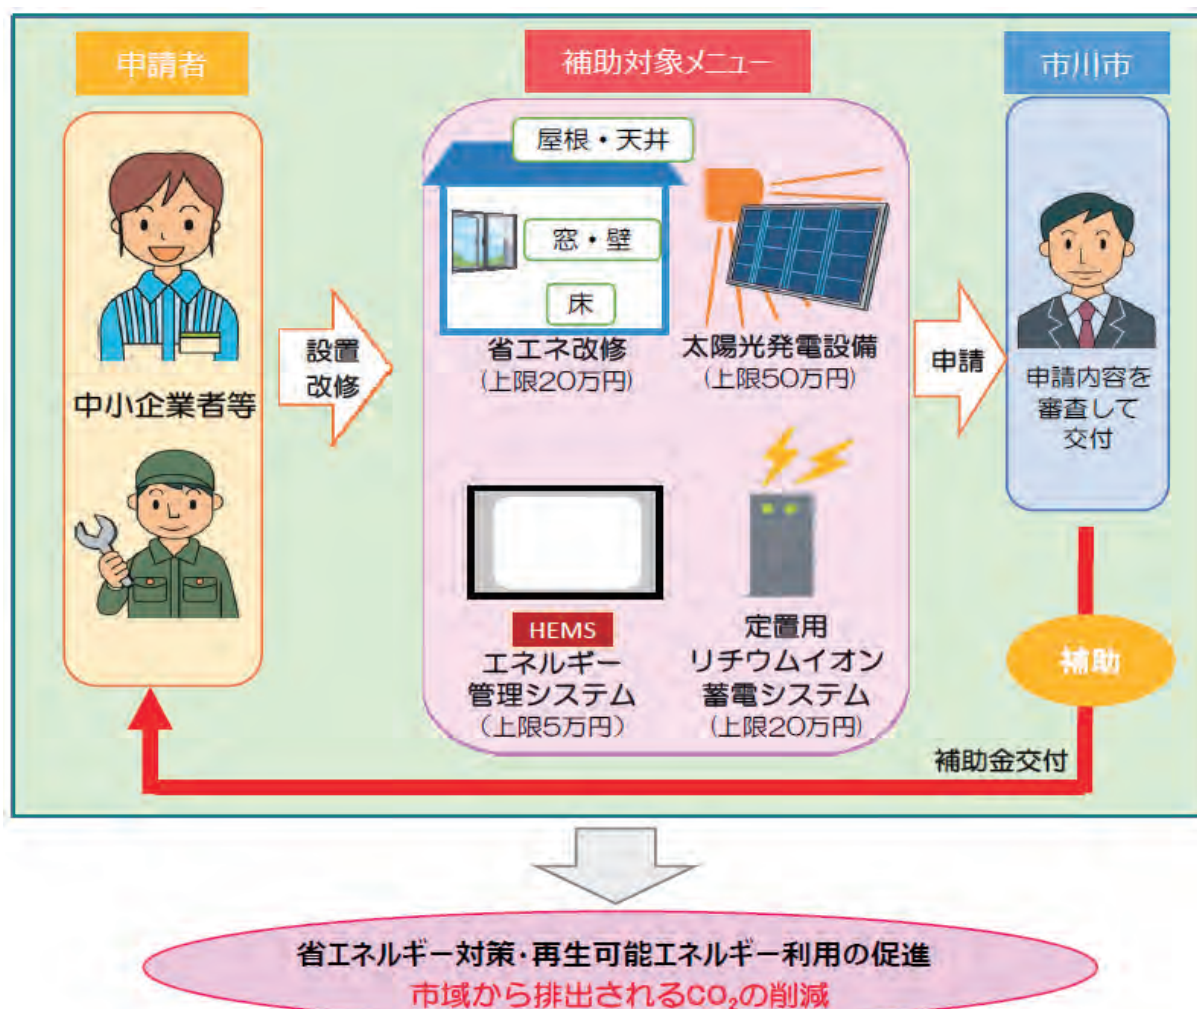 申請者
中小企業者等
設置
改修
補助対象メニュー
屋根・天井
窓・壁
床
省エネ改修
(上限20万円)
太陽光発電設備
(上限50万円)
HEMS
エネルギー
管理システム
(上限5万円)
定置用
リチウムイオン
蓄電システム
(上限20万円)
申請
市川市
申請内容を
審査して
交付
補助
補助金交付
省エネルギー対策・再生可能エネルギー利用の促進
市域から排出されるCO₂の削減